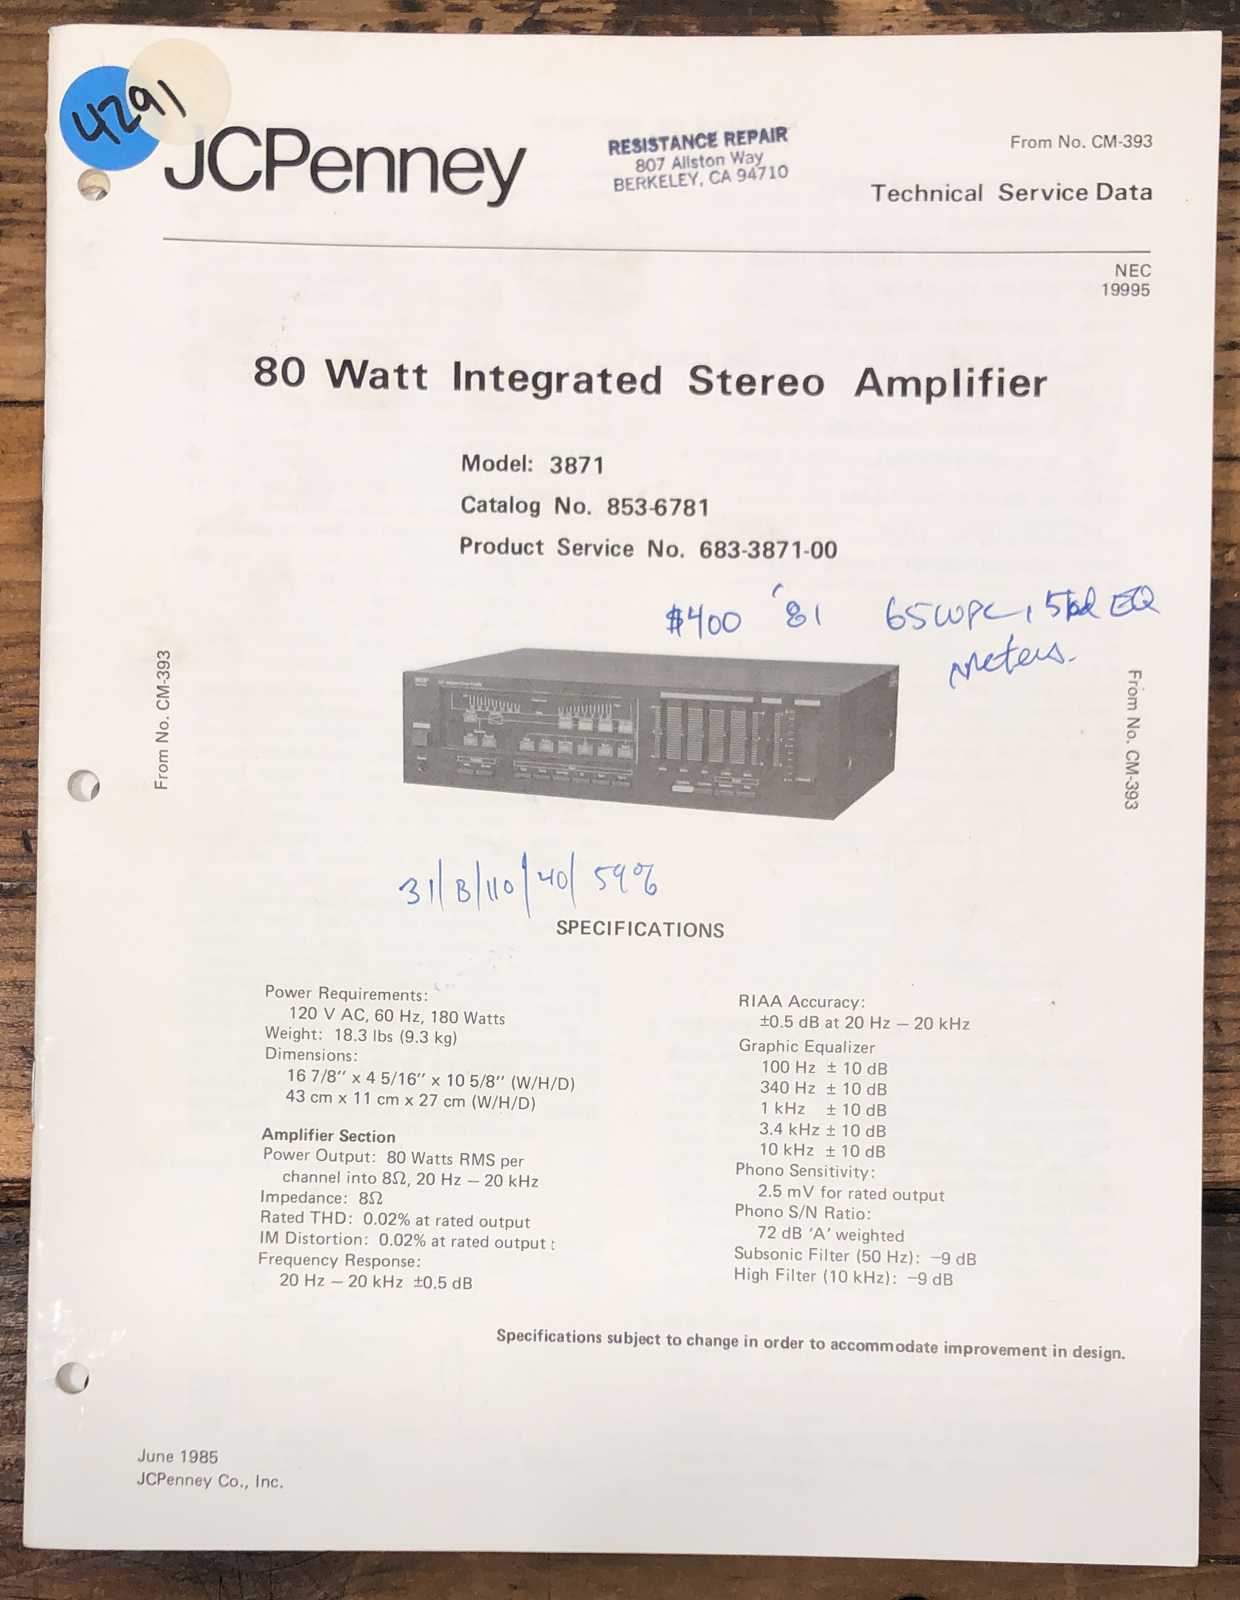 4291
JCPenney
RESISTANCE REPAIR
807 Allston Way
BERKELEY, CA 94710
From No. CM-393
Technical Service Data
NEC
19995
80 Watt Integrated Stereo Amplifier
Model: 3871
Catalog No. 853-6781
Product Service No. 683-3871-00
$400 '81 65WPC, 5bd EQ
meters.
From No. CM-393
From No. CM-393
31/B/110/40/59%
SPECIFICATIONS
Power Requirements:
120 V AC, 60 Hz, 180 Watts
Weight: 18.3 lbs (9.3 kg)
Dimensions:
16 7/8″ x 4 5/16″ x 10 5/8″ (W/H/D)
43 cm x 11 cm x 27 cm (W/H/D)
Amplifier Section
Power Output: 80 Watts RMS per
channel into 8Ω, 20 Hz – 20 kHz
Impedance: 8Ω
Rated THD: 0.02% at rated output
IM Distortion: 0.02% at rated output :
Frequency Response:
20 Hz – 20 kHz ±0.5 dB
RIAA Accuracy:
±0.5 dB at 20 Hz – 20 kHz
Graphic Equalizer
100 Hz ± 10 dB
340 Hz ± 10 dB
1 kHz ± 10 dB
3.4 kHz ± 10 dB
10 kHz ± 10 dB
Phono Sensitivity:
2.5 mV for rated output
Phono S/N Ratio:
72 dB ‘A’ weighted
Subsonic Filter (50 Hz): –9 dB
High Filter (10 kHz): –9 dB
Specifications subject to change in order to accommodate improvement in design.
June 1985
JCPenney Co., Inc.